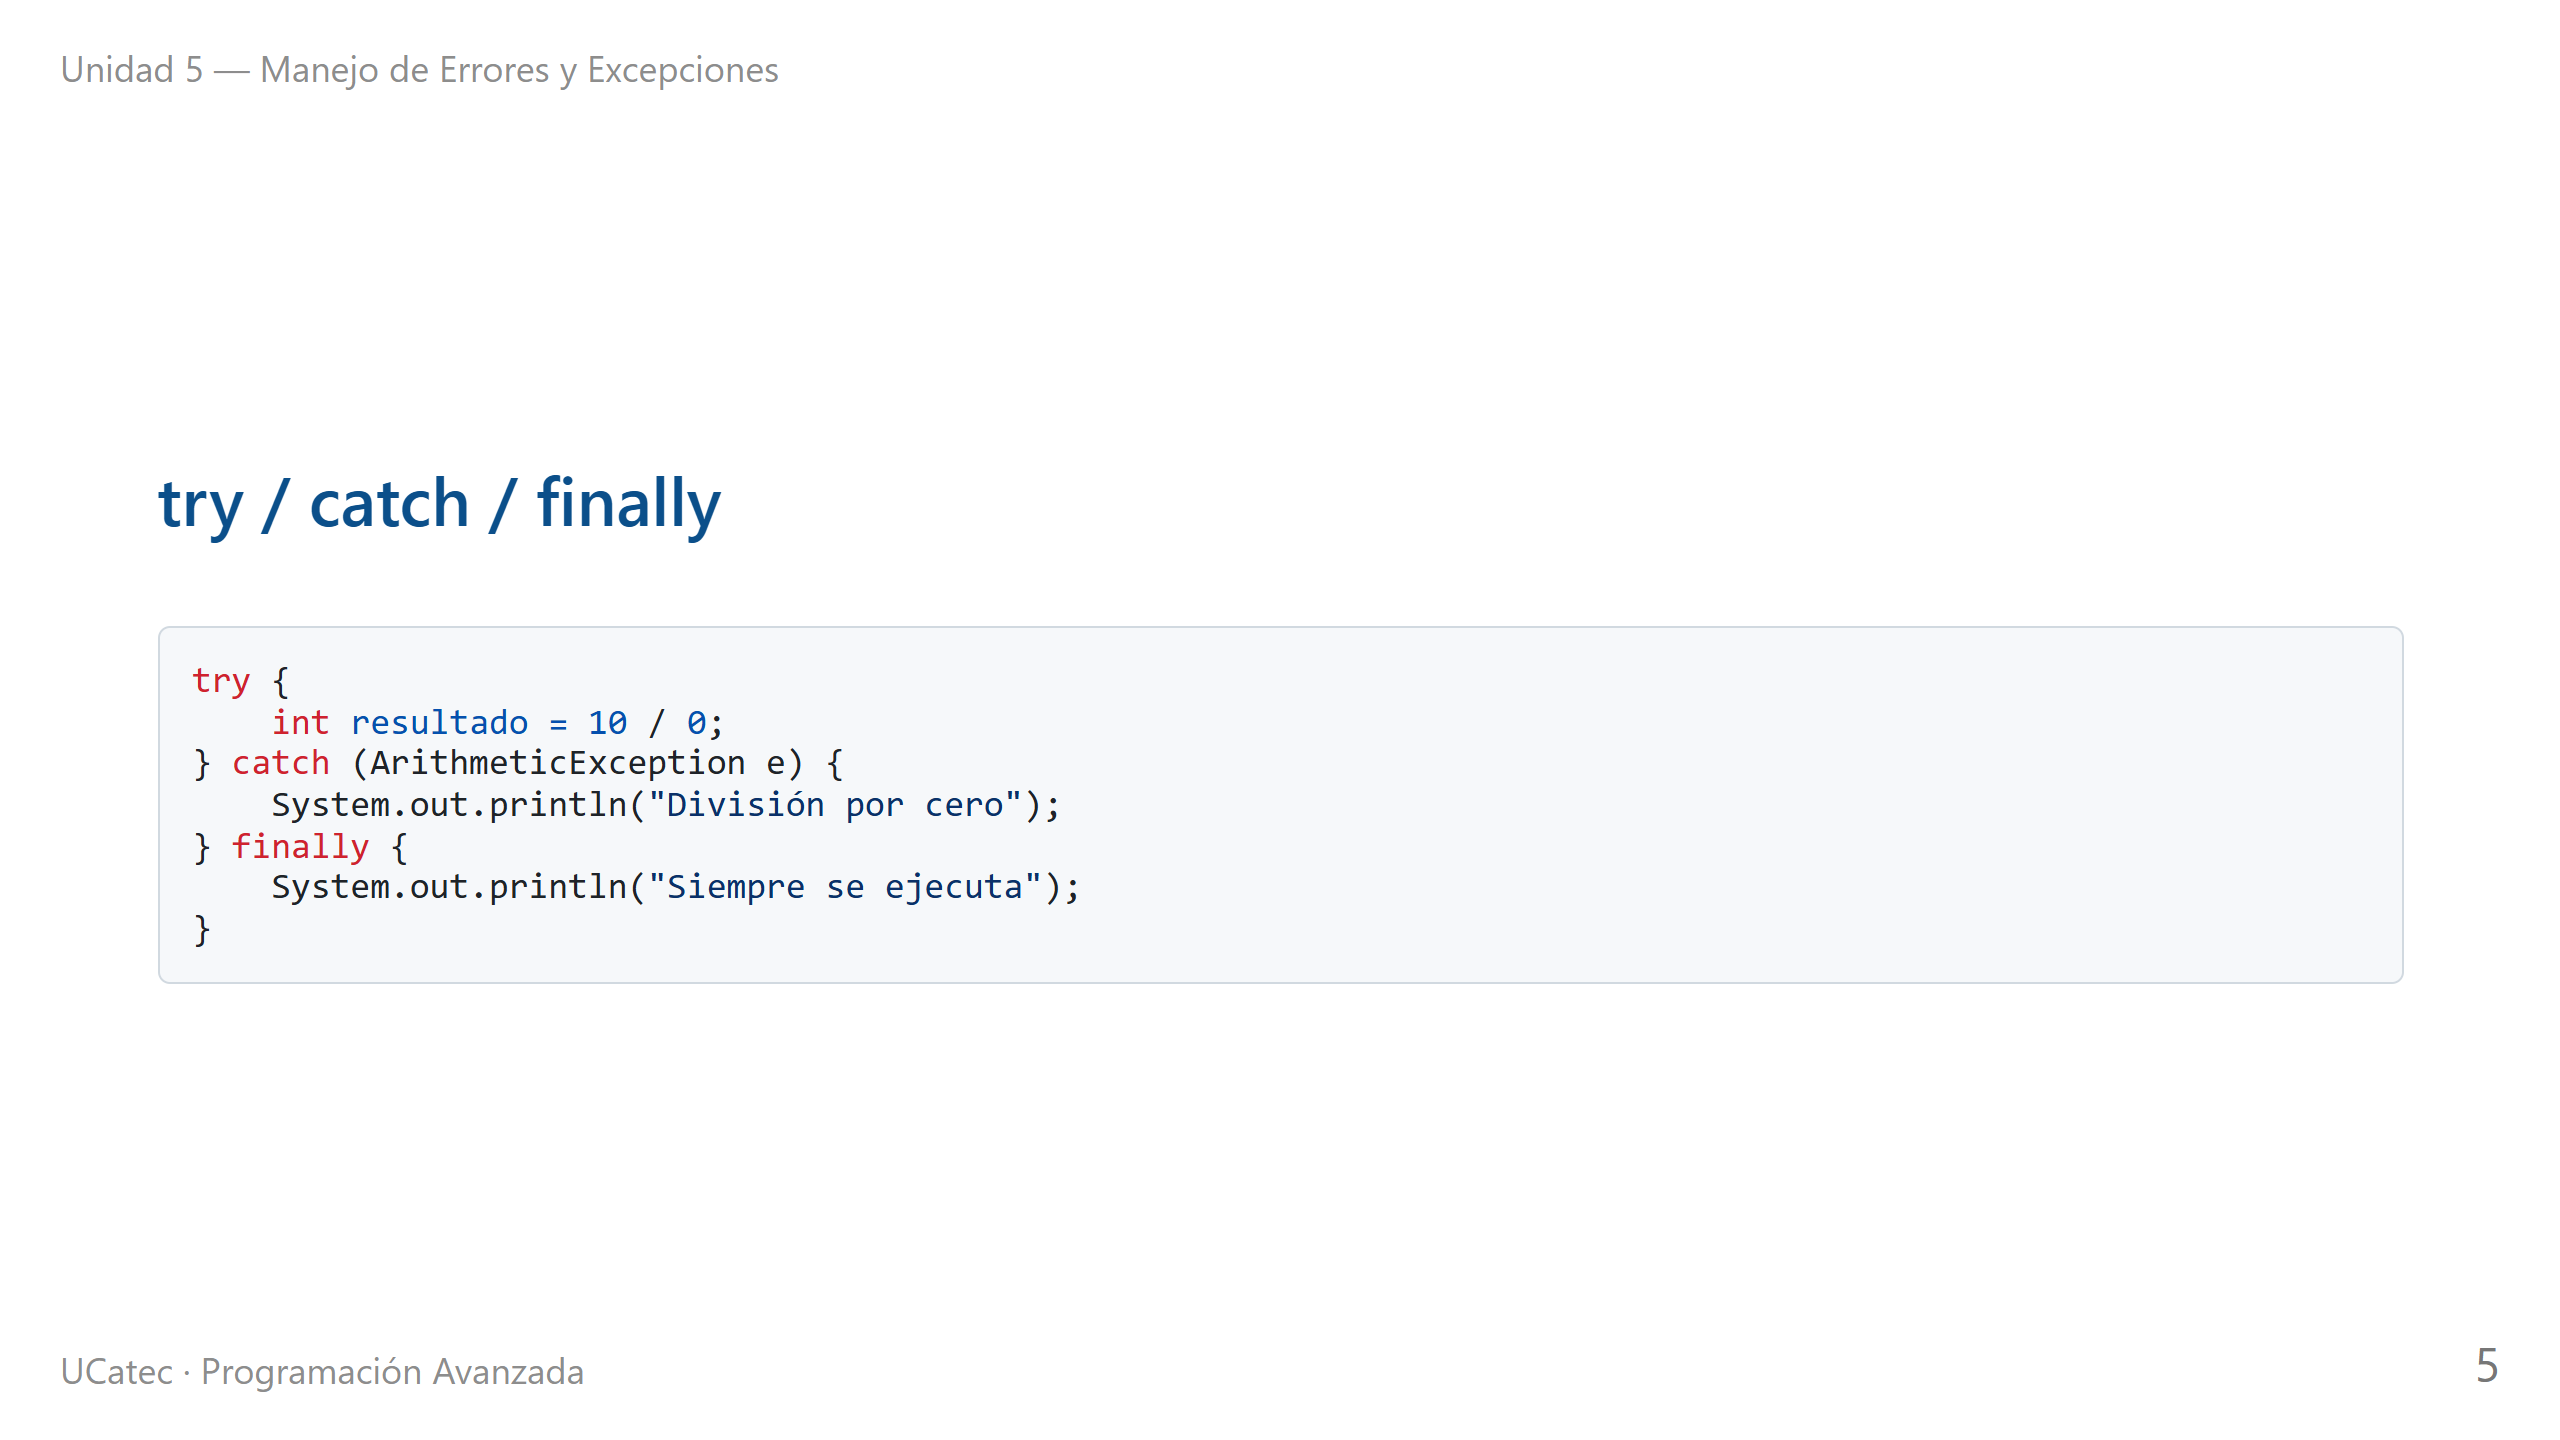 Unidad 5 — Manejo de Errores y Excepciones
try / catch / finally
try {
    int resultado = 10 / 0;
} catch (ArithmeticException e) {
    System.out.println("División por cero");
} finally {
    System.out.println("Siempre se ejecuta");
}
UCatec · Programación Avanzada
5